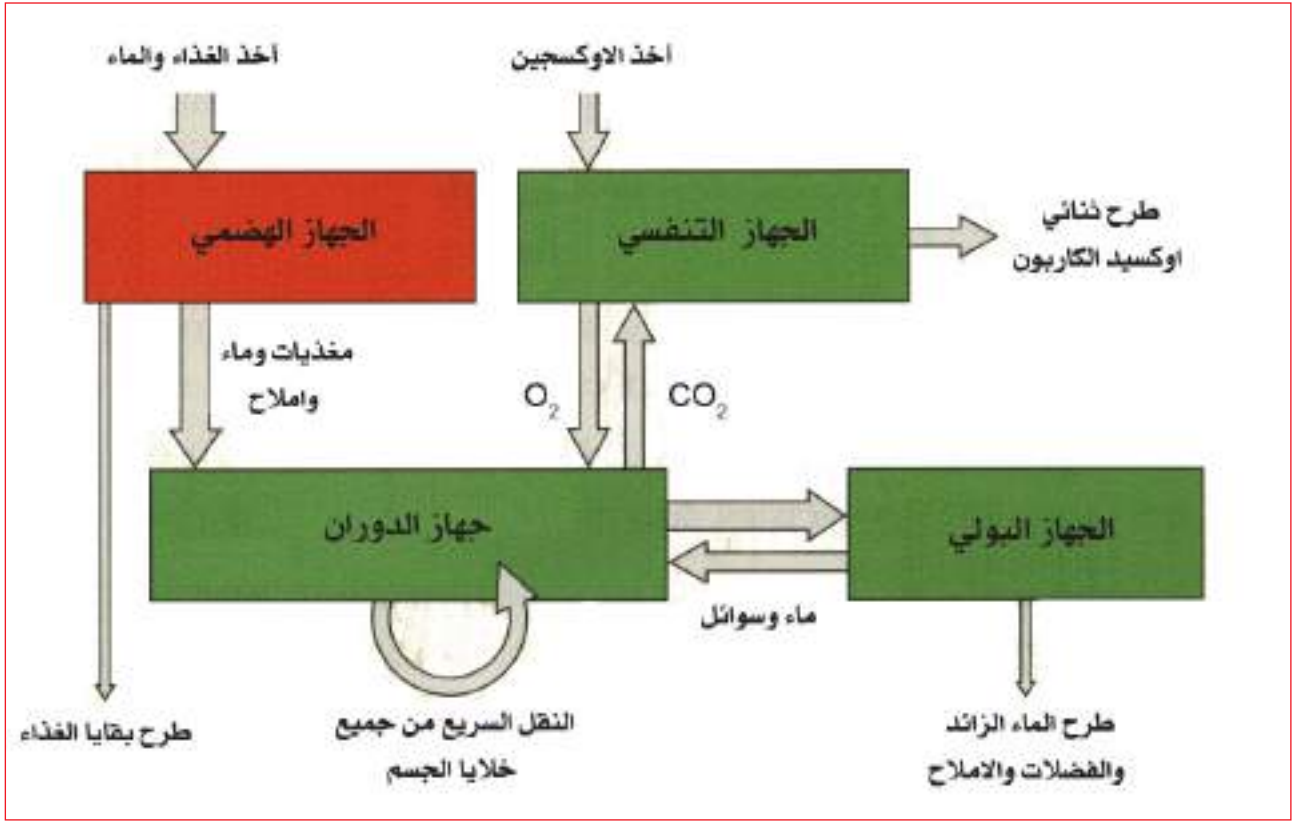 أخذ الغذاء والماء
أخذ الاوكسجين
الجهاز الهضمي
الجهاز التنفسي
طرح ثنائي
اوكسيد الكاربون
مغذيات وماء
واملاح
O₂
CO₂
جهاز الدوران
الجهاز البولي
ماء وسوائل
طرح بقايا الغذاء
النقل السريع من جميع
خلايا الجسم
طرح الماء الزائد
والفضلات والاملاح